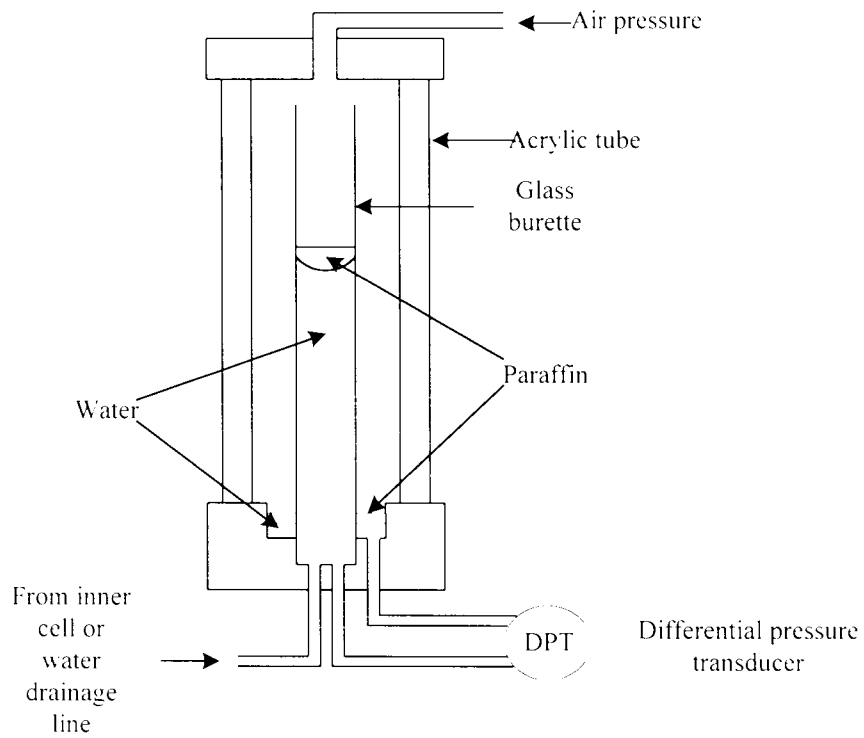 Air pressure
Acrylic tube
Glass
burette
Paraffin
Water
From inner
cell or
water
drainage
line
DPT
Differential pressure
transducer